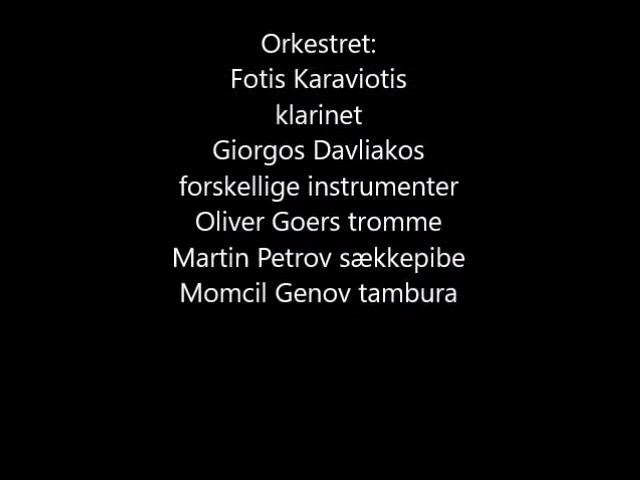 Orkestret:
Fotis Karaviotis
klarinet
Giorgos Davliakos
forskellige instrumenter
Oliver Goers tromme
Martin Petrov sækkepibe
Momcil Genov tambura